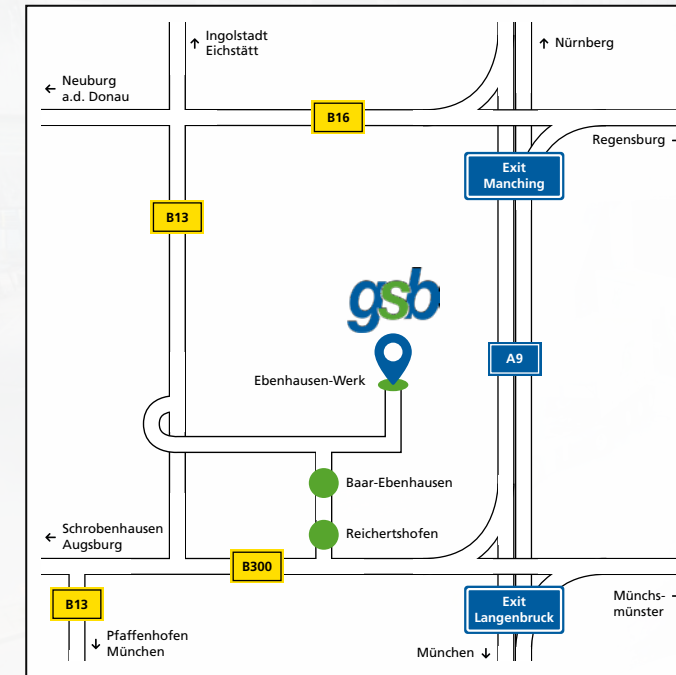 Ingolstadt
Eichstätt
Nürnberg
Neuburg
a.d. Donau
B16
Regensburg
Exit
Manching
B13
gsb
A9
Ebenhausen-Werk
Baar-Ebenhausen
Schrobenhausen
Augsburg
Reichertshofen
B300
B13
Exit
Langenbruck
Münchs-
münster
Pfaffenhofen
München
München